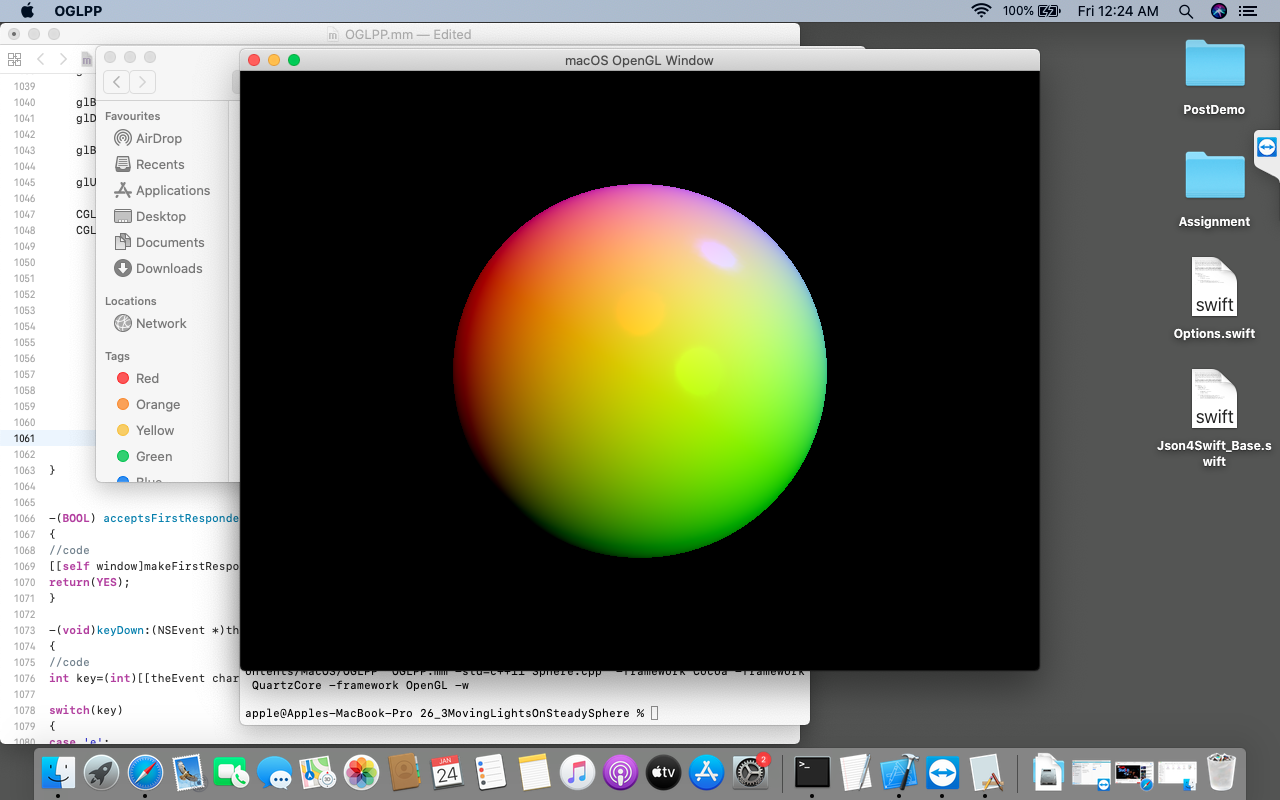 OGLPP
100%
Fri 12:24 AM
OGLPP.mm — Edited
macOS OpenGL Window
1039
1040 glB
1041 glD
1042
1043 glB
1044
1045 glU
1046
1047 CGL
1048 CGL
1049
1050
1051
1052
1053
1054
1055
1056
1057
1058
1059
1060
1061
1062
1063 }
1064
1065
1066 -(BOOL) acceptsFirstResponde
1067 {
1068 //code
1069 [[self window]makeFirstRespo
1070 return(YES);
1071 }
1072
1073 -(void)keyDown:(NSEvent *)th
1074 {
1075 //code
1076 int key=(int)[[theEvent char
1077
1078 switch(key)
1079 {
1080 case 'e':
Favourites
AirDrop
Recents
Applications
Desktop
Documents
Downloads
Locations
Network
Tags
Red
Orange
Yellow
Green
Blue
ontents/MacOS/OGLPP OGLPP.mm -std=c++11 Sphere.cpp -framework Cocoa -framework
QuartzCore -framework OpenGL -w
apple@Apples-MacBook-Pro 26_3MovingLightsOnSteadySphere %
PostDemo
Assignment
swift
Options.swift
swift
Json4Swift_Base.s
wift
JAN
24
2
tv